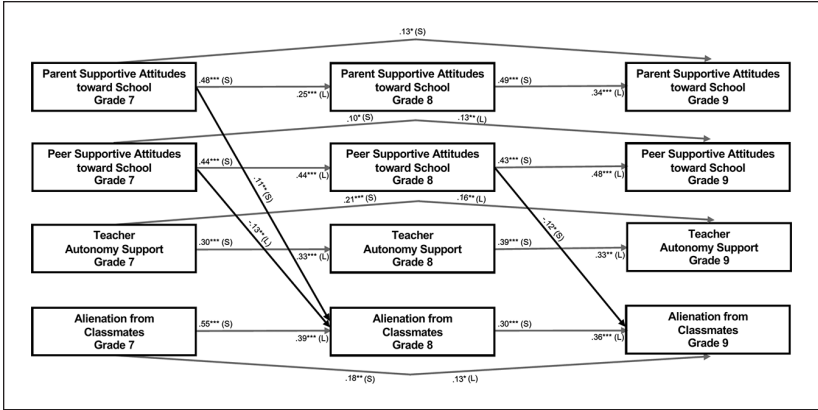 .13* (S)
Parent Supportive Attitudes
toward School
Grade 7
.48*** (S)
.25*** (L)
Parent Supportive Attitudes
toward School
Grade 8
.49*** (S)
.34*** (L)
Parent Supportive Attitudes
toward School
Grade 9
.10* (S)
.13** (L)
Peer Supportive Attitudes
toward School
Grade 7
.44*** (S)
.44*** (L)
Peer Supportive Attitudes
toward School
Grade 8
.43*** (S)
.48*** (L)
Peer Supportive Attitudes
toward School
Grade 9
.11** (S)
-.13** (L)
-.12* (S)
.21*** (S)
.16** (L)
Teacher
Autonomy Support
Grade 7
.30*** (S)
.33*** (L)
Teacher
Autonomy Support
Grade 8
.39*** (S)
.33** (L)
Teacher
Autonomy Support
Grade 9
Alienation from
Classmates
Grade 7
.55*** (S)
.39*** (L)
Alienation from
Classmates
Grade 8
.30*** (S)
.36*** (L)
Alienation from
Classmates
Grade 9
.18** (S)
.13* (L)